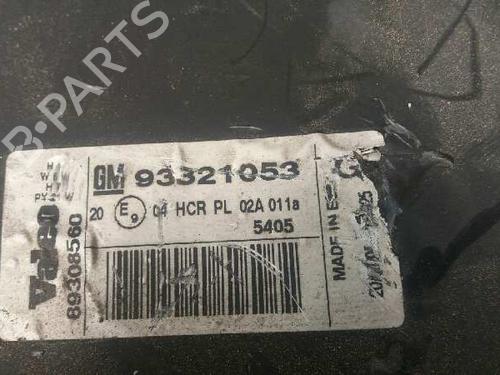 B-PARTS
GM 93321053
20 E9 04 HCR PL 02A 011a
5405
Valeo
89308560
MADE IN